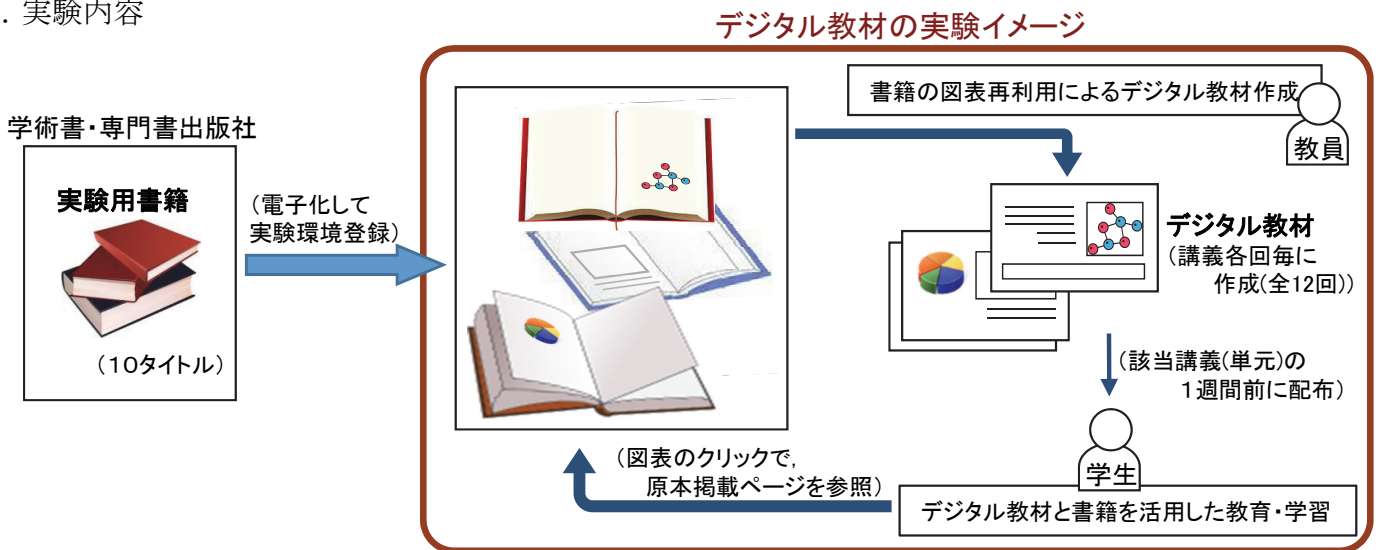 . 実験内容
デジタル教材の実験イメージ
学術書・専門書出版社
実験用書籍
（10タイトル）
（電子化して
実験環境登録）
書籍の図表再利用によるデジタル教材作成
教員
デジタル教材
（講義各回毎に
作成(全12回)）
（該当講義(単元)の
1週間前に配布）
学生
デジタル教材と書籍を活用した教育・学習
（図表のクリックで,
原本掲載ページを参照）